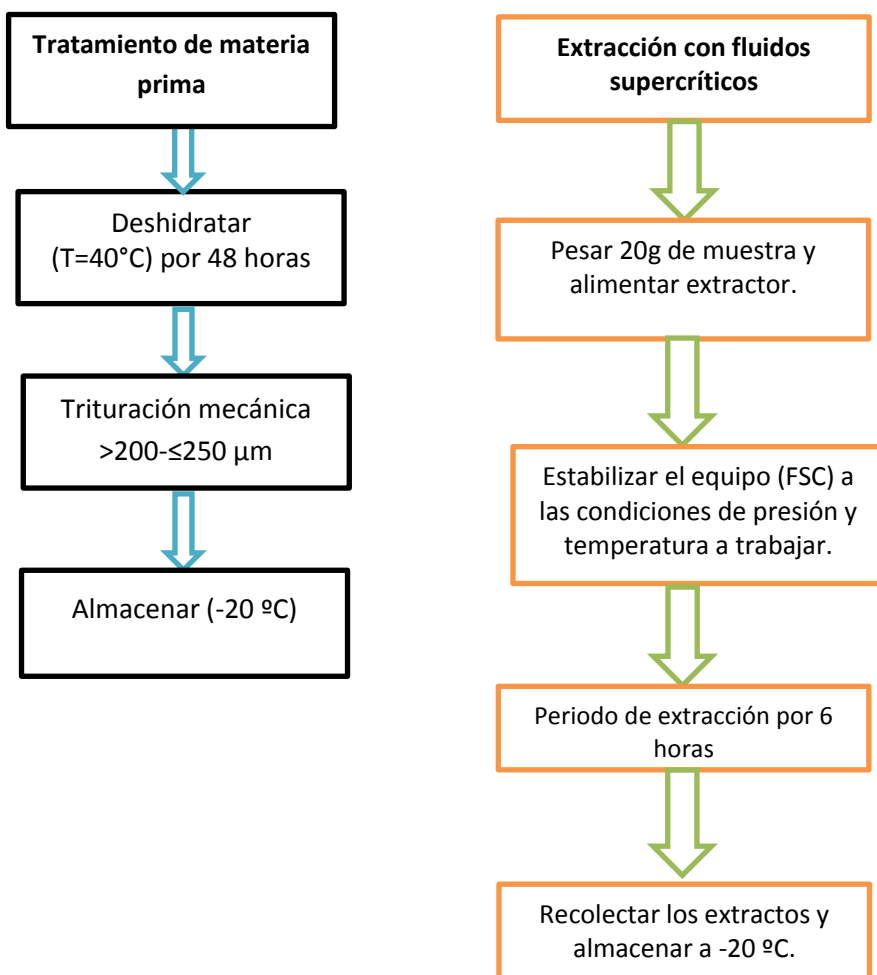 Tratamiento de materia
prima
Deshidratar
(T=40°C) por 48 horas
Trituración mecánica
>200-≤250 µm
Almacenar (-20 ºC)
Extracción con fluidos
supercríticos
Pesar 20g de muestra y
alimentar extractor.
Estabilizar el equipo (FSC) a
las condiciones de presión y
temperatura a trabajar.
Periodo de extracción por 6
horas
Recolectar los extractos y
almacenar a -20 ºC.